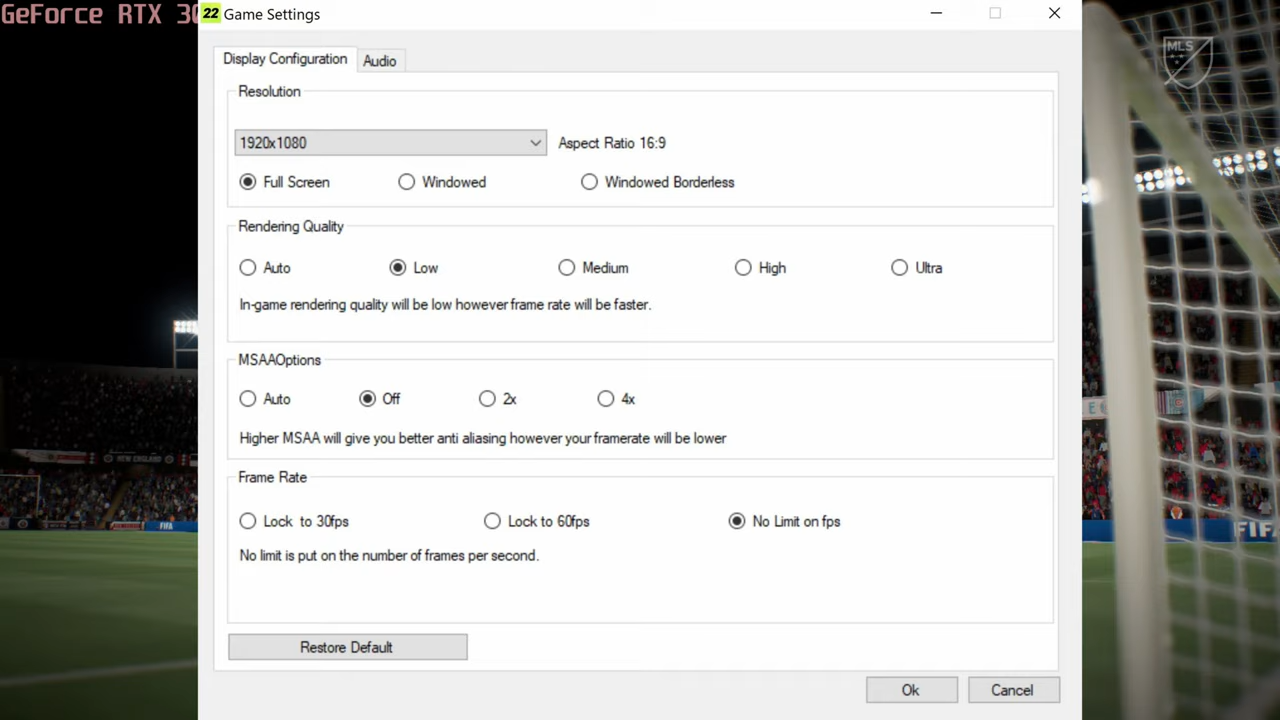 GeForce RTX 30
22 Game Settings
MLS
Display Configuration Audio
Resolution
1920x1080 Aspect Ratio 16:9
Full Screen Windowed Windowed Borderless
Rendering Quality
Auto Low Medium High Ultra
In-game rendering quality will be low however frame rate will be faster.
MSAAOptions
Auto Off 2x 4x
Higher MSAA will give you better anti aliasing however your framerate will be lower
NEW ENGLAND
Frame Rate
Lock to 30fps Lock to 60fps No Limit on fps
FIFA
FIF
No limit is put on the number of frames per second.
Restore Default
Ok Cancel